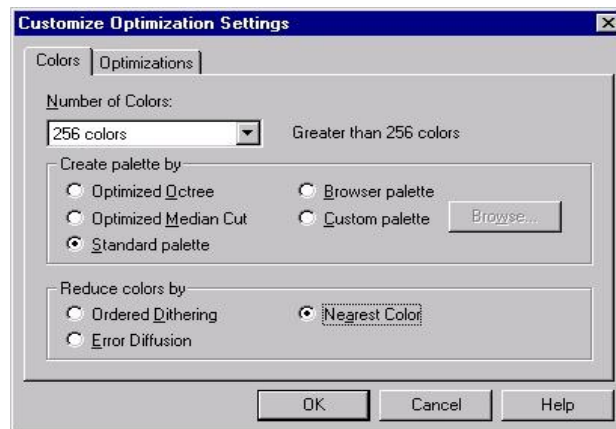 Customize Optimization Settings
Colors
Optimizations
Number of Colors:
256 colors
Greater than 256 colors
Create palette by
Optimized Octree
Browser palette
Optimized Median Cut
Custom palette
Browse...
Standard palette
Reduce colors by
Ordered Dithering
Nearest Color
Error Diffusion
OK
Cancel
Help